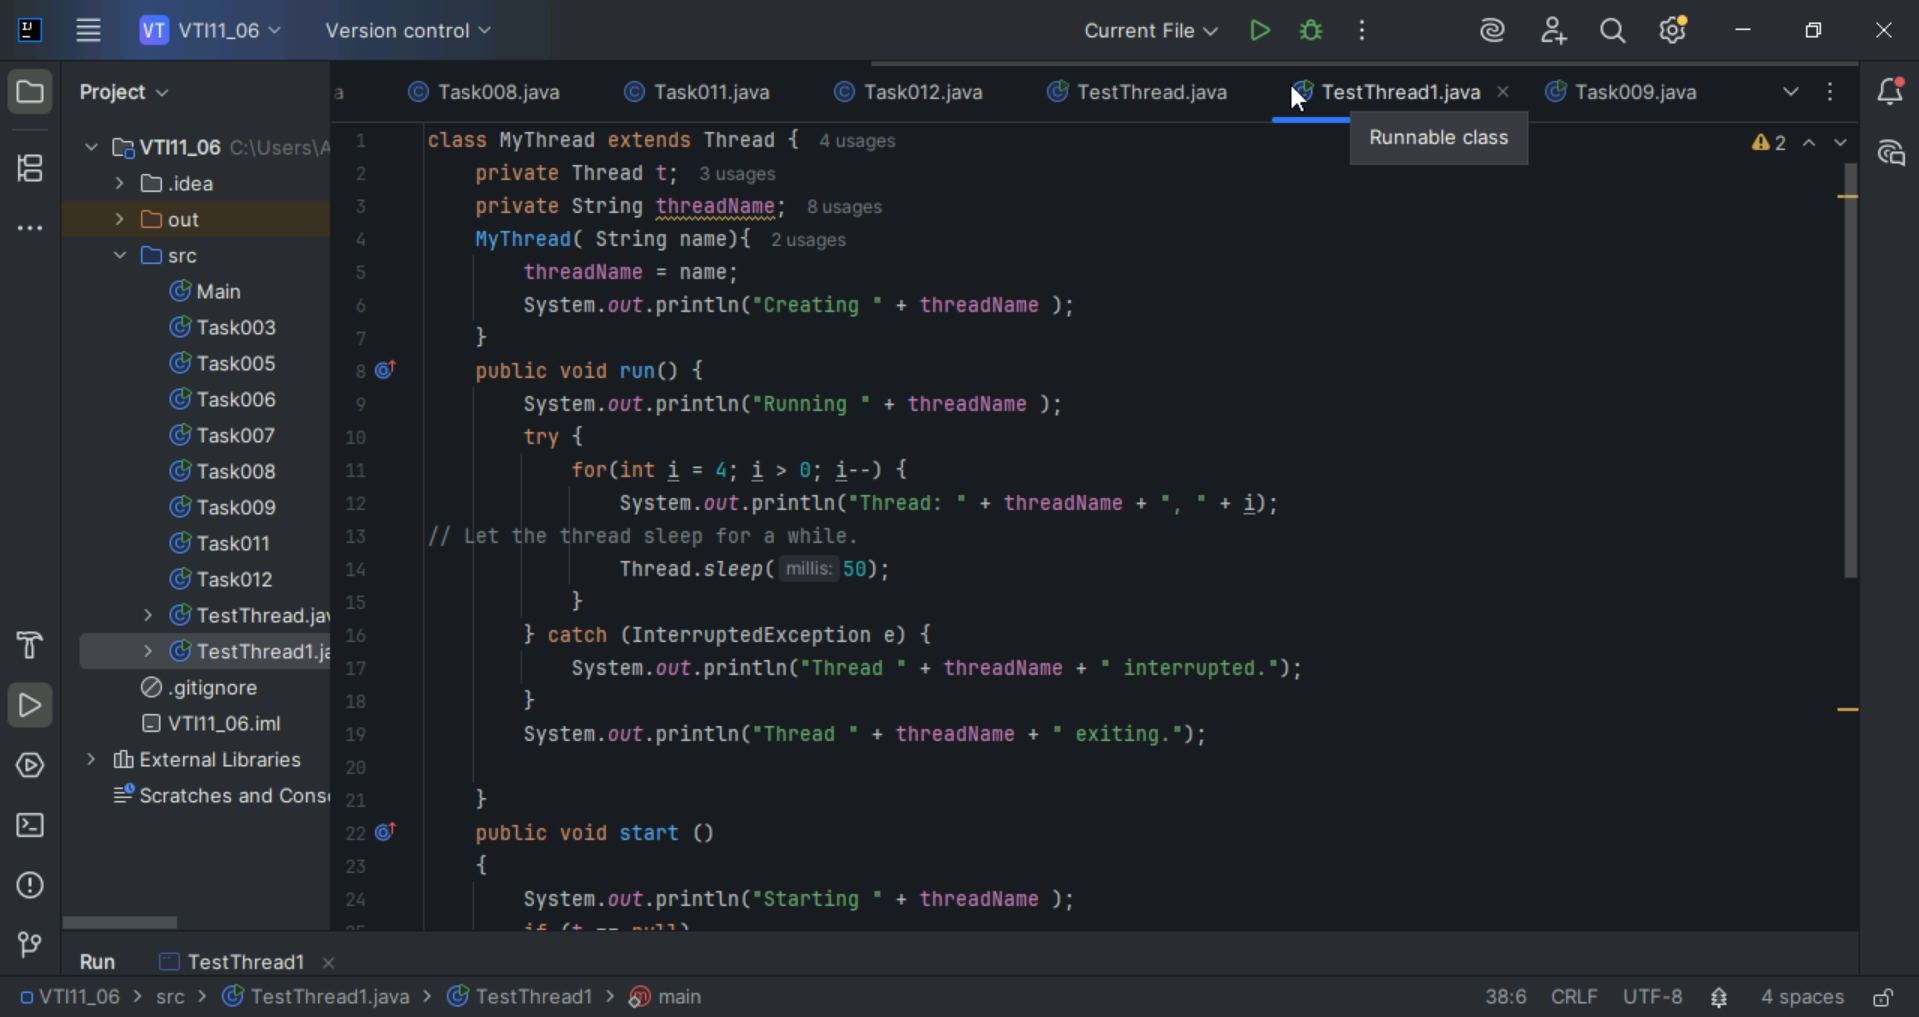 VT VTI11_06 Version control Current File
Project
a Task008.java Task011.java Task012.java TestThread.java TestThread1.java Task009.java
Runnable class
2
VTI11_06 C:\Users\A
.idea
out
src
Main
Task003
Task005
Task006
Task007
Task008
Task009
Task011
Task012
TestThread.jav
TestThread1.ja
.gitignore
VTI11_06.iml
External Libraries
Scratches and Conso
1 class MyThread extends Thread { 4 usages
2 private Thread t; 3 usages
3 private String threadName; 8 usages
4 MyThread( String name){ 2 usages
5 threadName = name;
6 System.out.println("Creating " + threadName );
7 }
8 public void run() {
9 System.out.println("Running " + threadName );
10 try {
11 for(int i = 4; i > 0; i--) {
12 System.out.println("Thread: " + threadName + ", " + i);
13 // Let the thread sleep for a while.
14 Thread.sleep( millis: 50);
15 }
16 } catch (InterruptedException e) {
17 System.out.println("Thread " + threadName + " interrupted.");
18 }
19 System.out.println("Thread " + threadName + " exiting.");
20
21 }
22 public void start ()
23 {
24 System.out.println("Starting " + threadName );
25 if (t == null)
Run TestThread1
VTI11_06 > src > TestThread1.java > TestThread1 > main 38:6 CRLF UTF-8 4 spaces